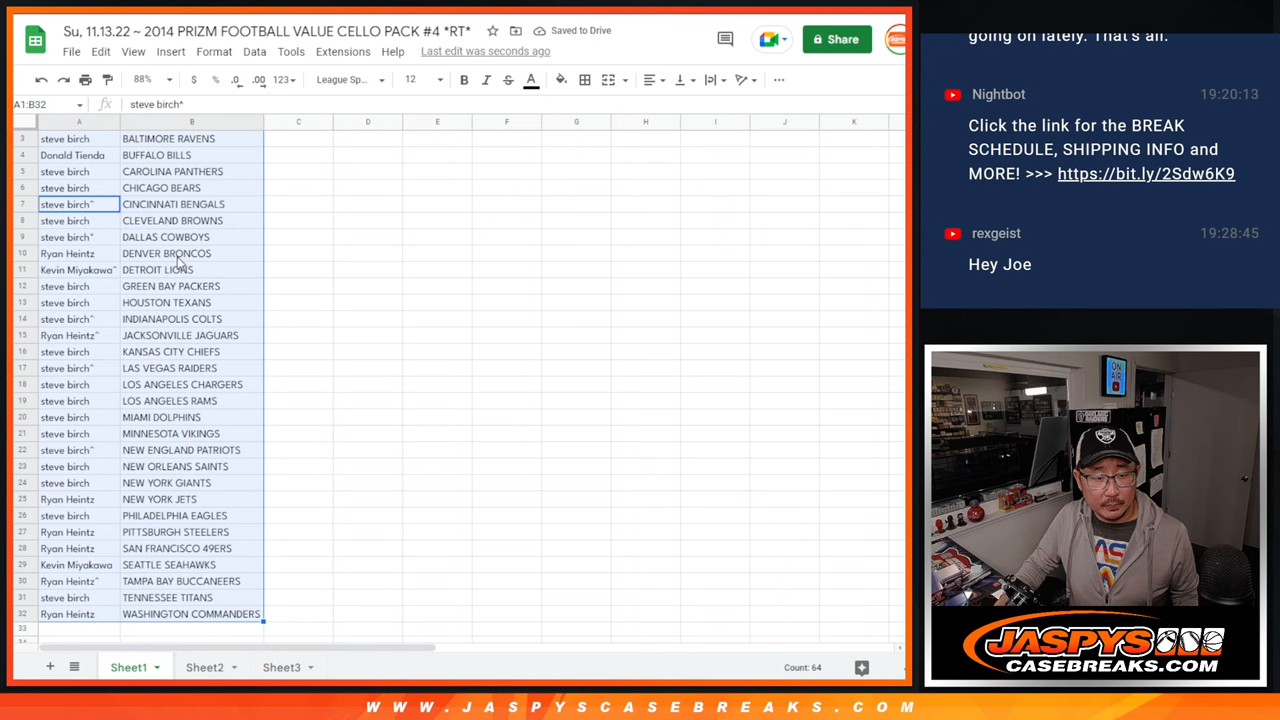 Su, 11.13.22 ~ 2014 PRIZM FOOTBALL VALUE CELLO PACK #4 *RT*
Saved to Drive
File Edit View Insert Format Data Tools Extensions Help Last edit was seconds ago
Share
88% $ % .0 .00 123 League Sp... 12 B I S A
A1:B32 fx steve birch^
A B C D E F G H I J K
3 steve birch BALTIMORE RAVENS
4 Donald Tienda BUFFALO BILLS
5 steve birch CAROLINA PANTHERS
6 steve birch CHICAGO BEARS
7 steve birch^ CINCINNATI BENGALS
8 steve birch CLEVELAND BROWNS
9 steve birch* DALLAS COWBOYS
10 Ryan Heintz DENVER BRONCOS
11 Kevin Miyakawa^ DETROIT LIONS
12 steve birch GREEN BAY PACKERS
13 steve birch HOUSTON TEXANS
14 steve birch^ INDIANAPOLIS COLTS
15 Ryan Heintz^ JACKSONVILLE JAGUARS
16 steve birch KANSAS CITY CHIEFS
17 steve birch^ LAS VEGAS RAIDERS
18 steve birch LOS ANGELES CHARGERS
19 steve birch LOS ANGELES RAMS
20 steve birch MIAMI DOLPHINS
21 steve birch MINNESOTA VIKINGS
22 steve birch^ NEW ENGLAND PATRIOTS
23 steve birch NEW ORLEANS SAINTS
24 steve birch NEW YORK GIANTS
25 Ryan Heintz NEW YORK JETS
26 steve birch PHILADELPHIA EAGLES
27 Ryan Heintz PITTSBURGH STEELERS
28 Ryan Heintz SAN FRANCISCO 49ERS
29 Kevin Miyakawa SEATTLE SEAHAWKS
30 Ryan Heintz^ TAMPA BAY BUCCANEERS
31 steve birch TENNESSEE TITANS
32 Ryan Heintz WASHINGTON COMMANDERS
33
Sheet1 Sheet2 Sheet3 Count: 64
going on lately. That's all.
Nightbot 19:20:13
Click the link for the BREAK
SCHEDULE, SHIPPING INFO and
MORE! >>> https://bit.ly/2Sdw6K9
rexgeist 19:28:45
Hey Joe
ON
AIR
JASPYS
CASEBREAKS.COM
WWW.JASPYSCASEBREAKS.COM